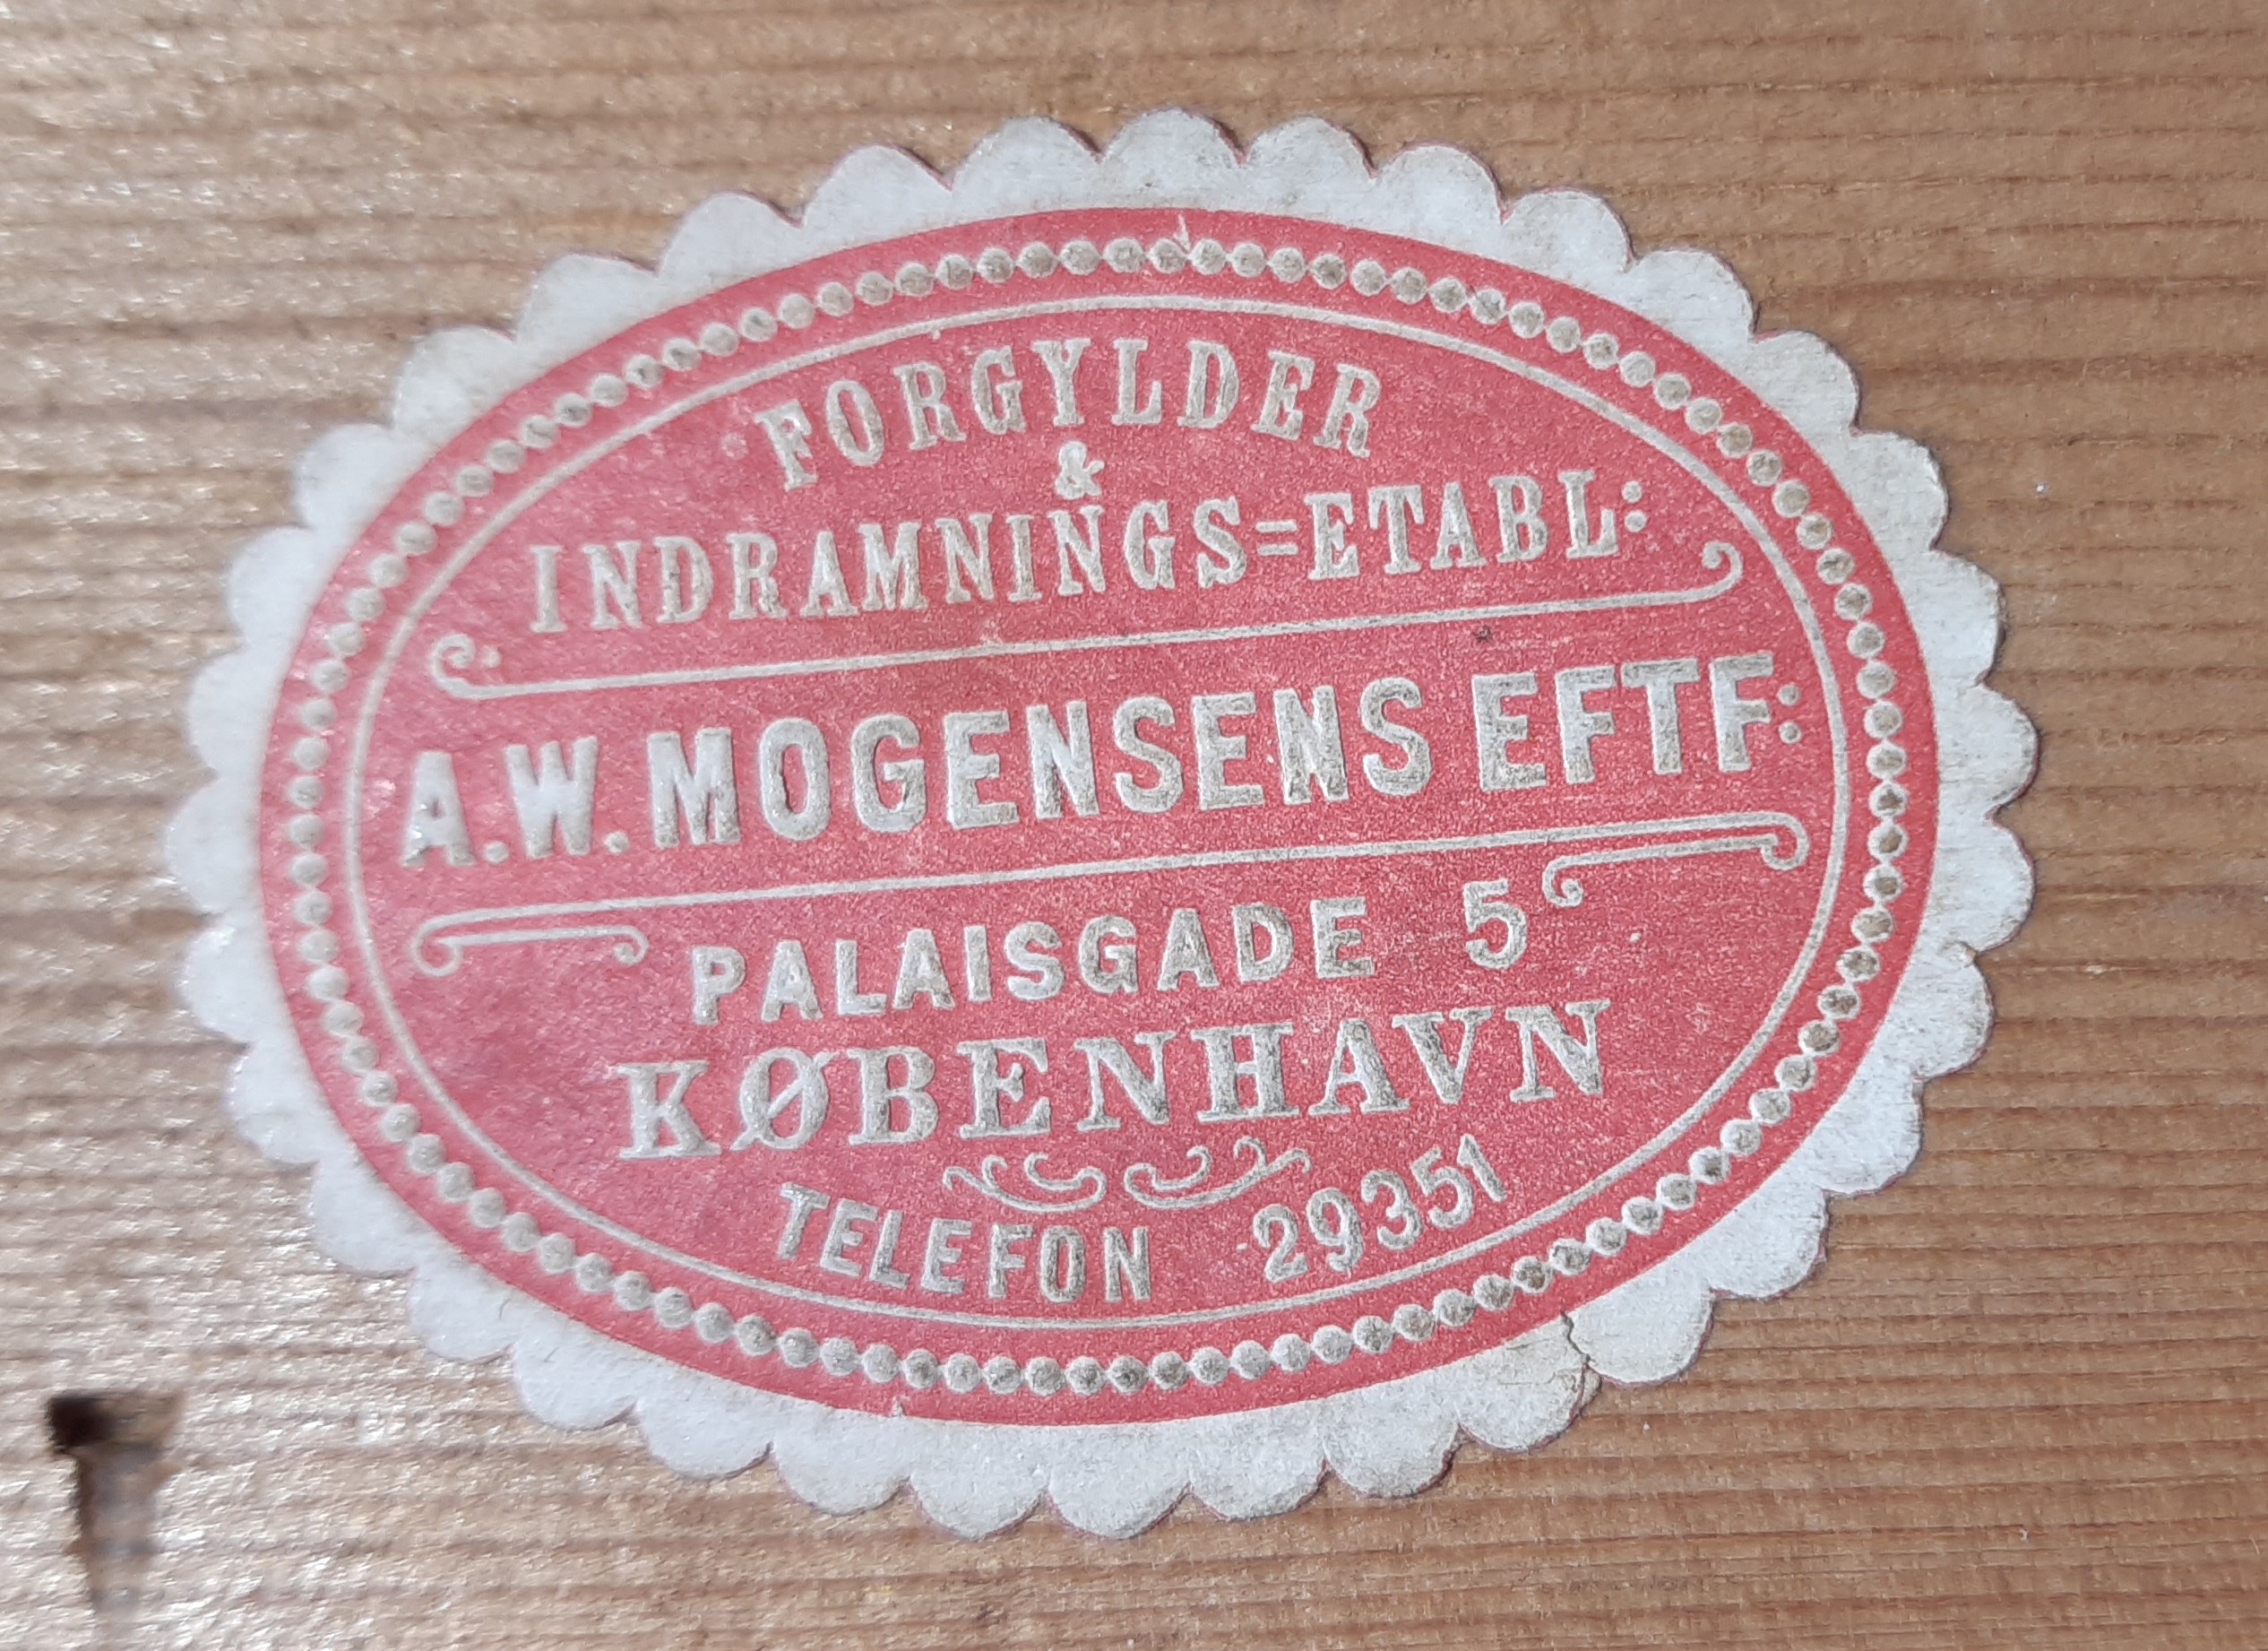 FORGYLDER
&
INDRAMNINGS=ETABL:
A.W. MOGENSENS EFTF:
PALAISGADE 5
KØBENHAVN
TELEFON 29351